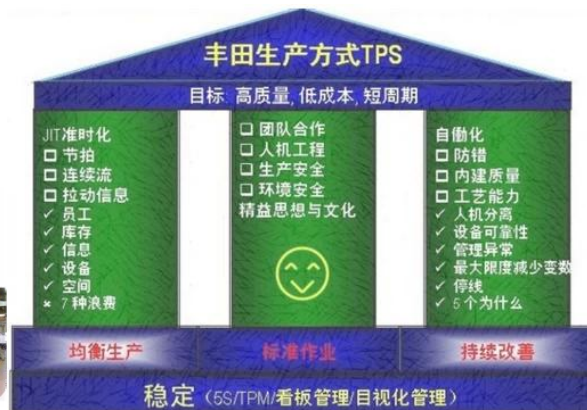 丰田生产方式TPS
目标: 高质量, 低成本, 短周期
JIT准时化
□ 节拍
□ 连续流
□ 拉动信息
✓ 员工
✓ 库存
✓ 信息
✓ 设备
✓ 空间
× 7种浪费
□ 团队合作
□ 人机工程
□ 生产安全
□ 环境安全
精益思想与文化
自働化
□ 防错
□ 内建质量
□ 工艺能力
✓ 人机分离
✓ 设备可靠性
✓ 管理异常
✓ 最大限度减少变数
✓ 停线
✓ 5个为什么
均衡生产
标准作业
持续改善
稳定（5S/TPM/看板管理/目视化管理）